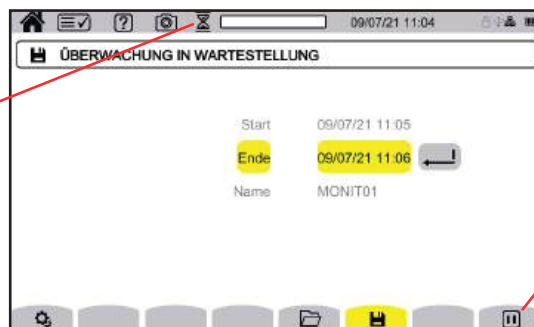 09/07/21 11:04
ÜBERWACHUNG IN WARTESTELLUNG
Start 09/07/21 11:05
Ende 09/07/21 11:06
Name MONIT01